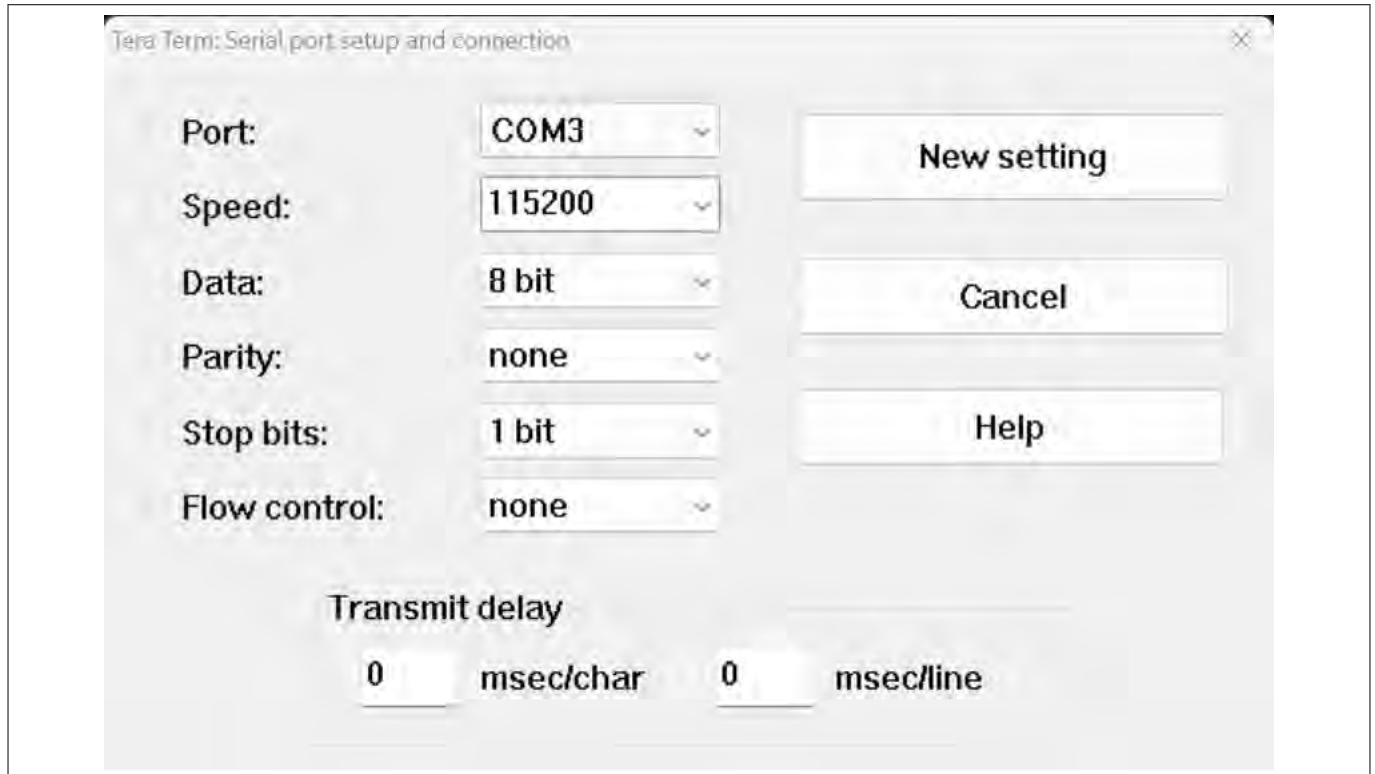 Tera Term: Serial port setup and connection
Port: COM3
New setting
Speed: 115200
Data: 8 bit
Cancel
Parity: none
Stop bits: 1 bit
Help
Flow control: none
Transmit delay
0 msec/char 0 msec/line